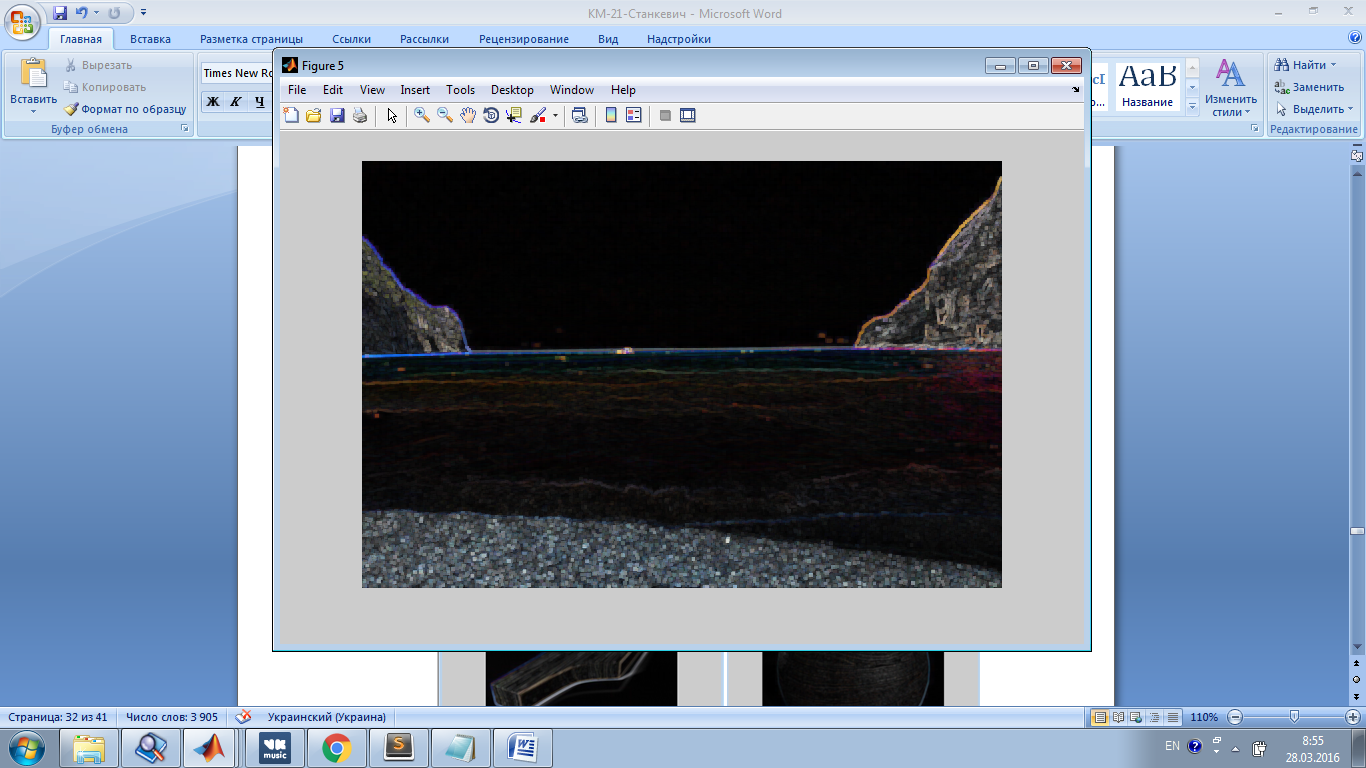 КМ-21-Станкевич - Microsoft Word
Главная Вставка Разметка страницы Ссылки Рассылки Рецензирование Вид Надстройки
Вставить
Вырезать
Копировать
Формат по образцу
Буфер обмена
Times New Ro
Ж К Ч
АаВ
Название
Изменить стили
Найти
Заменить
Выделить
Редактирование
Figure 5
File Edit View Insert Tools Desktop Window Help
Страница: 32 из 41 Число слов: 3 905 Украинский (Украина) 110%
music
EN 8:55
28.03.2016